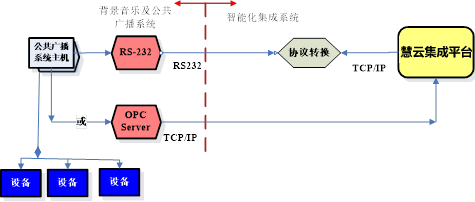 背景音乐及公共
广播系统
智能化集成系统
公共广播
系统主机
RS-232
RS232
协议转换
TCP/IP
慧云集成平台
或
OPC
Server
TCP/IP
设备
设备
设备